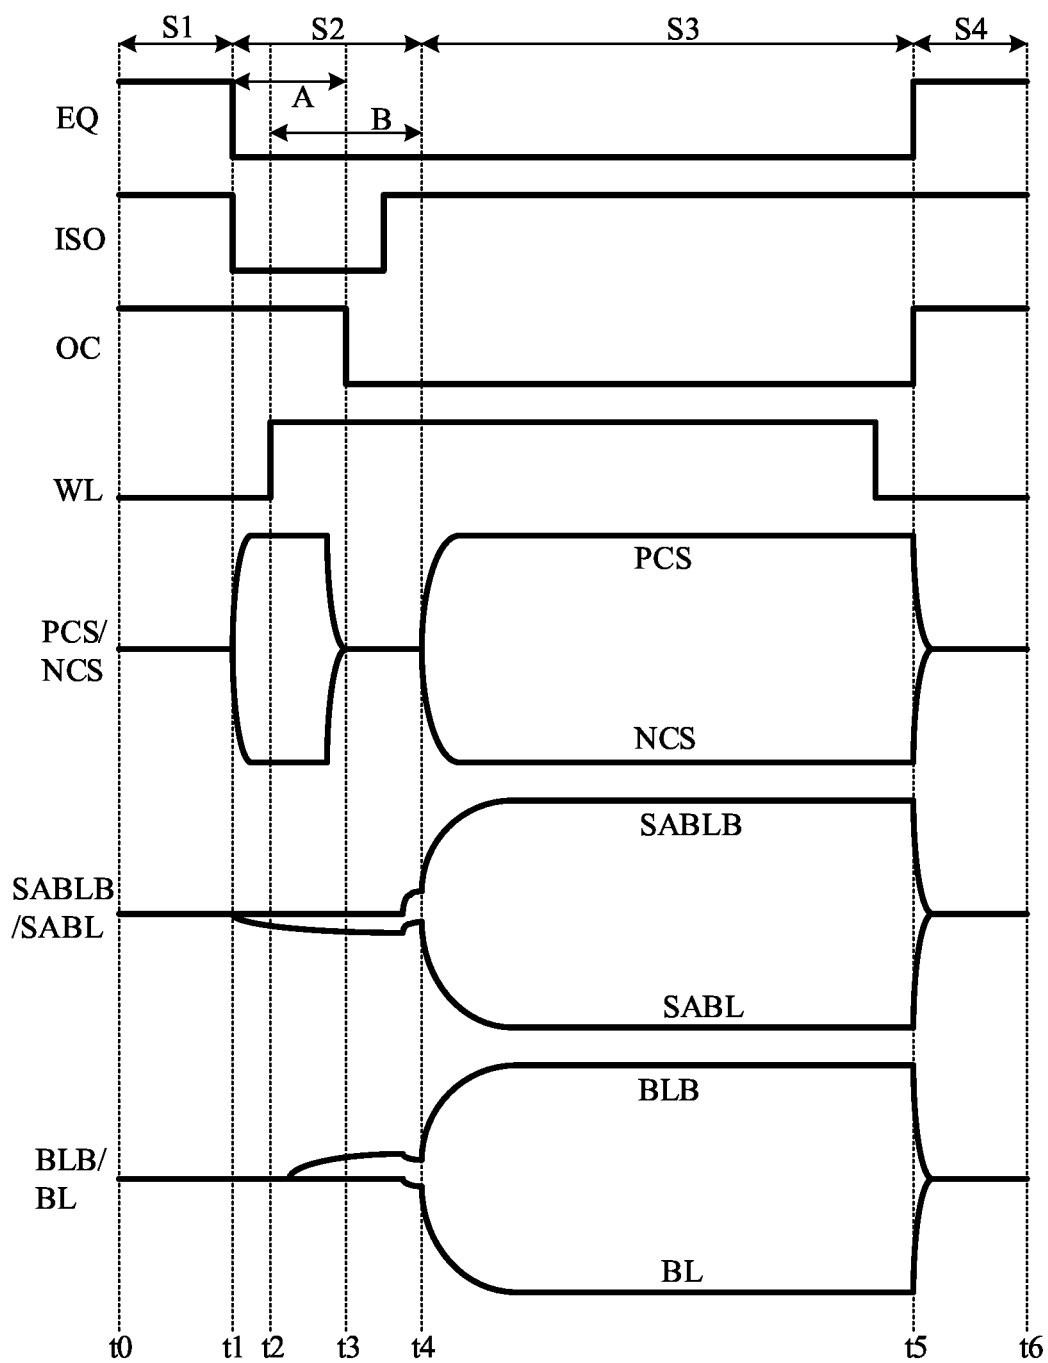 S1 S2 S3 S4
A
EQ
B
ISO
OC
WL
PCS
PCS/
NCS
NCS
SABLB
SABLB
/SABL
SABL
BLB
BLB/
BL
BL
t0 t1 t2 t3 t4 t5 t6